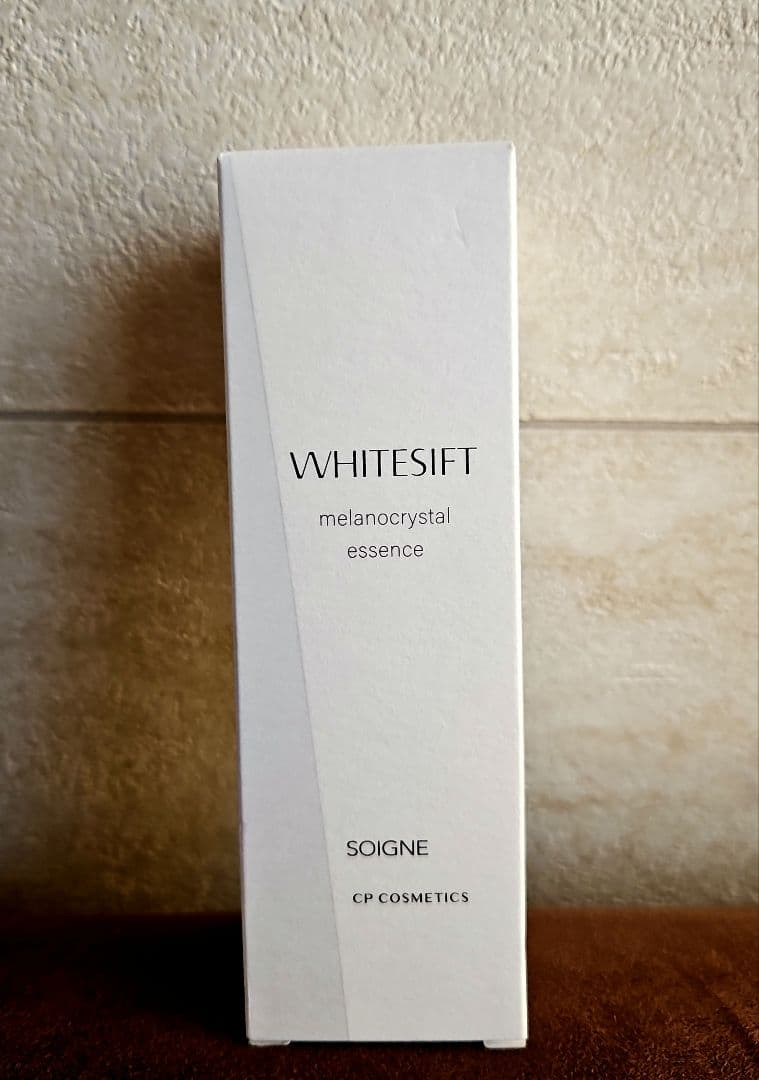 WHITESIFT
melanocrystal
essence
SOIGNE
CP COSMETICS